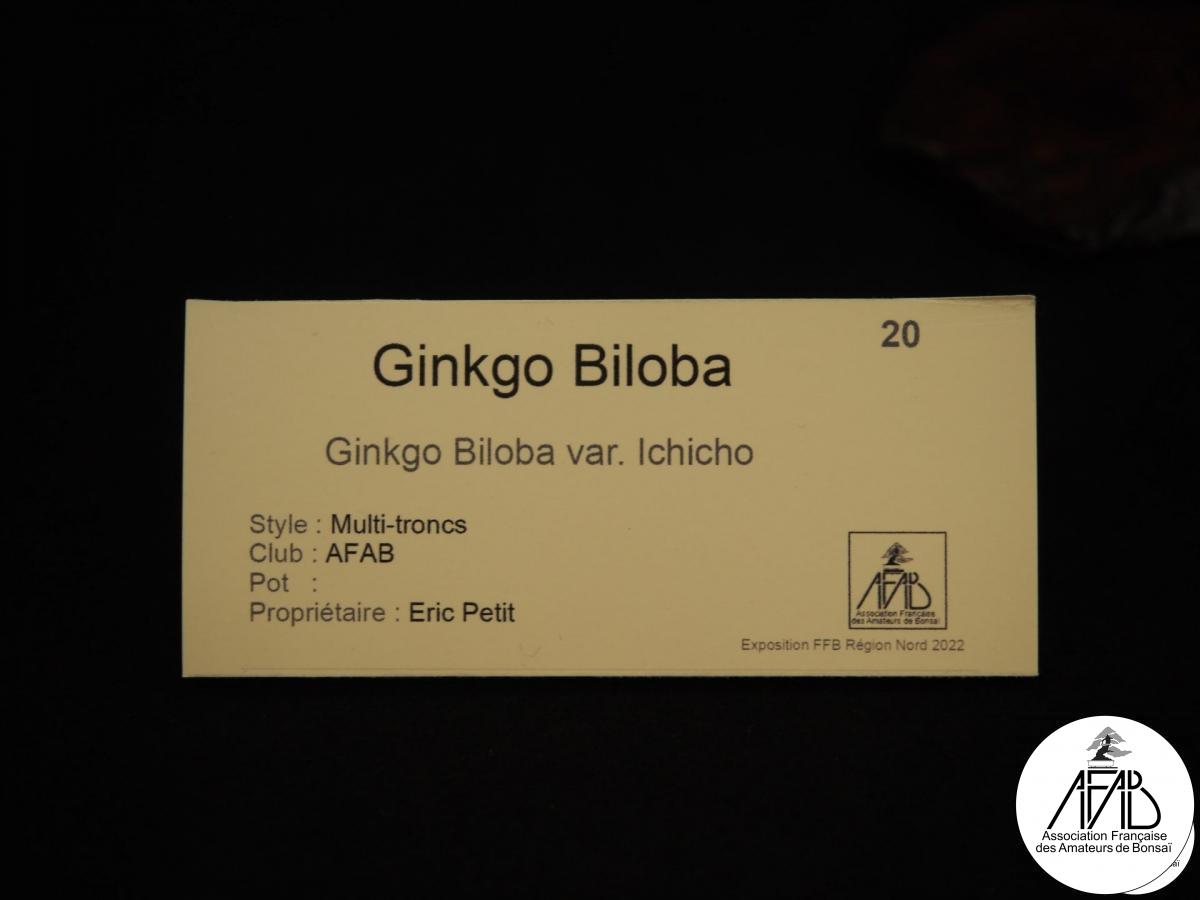 20
Ginkgo Biloba
Ginkgo Biloba var. Ichicho
Style : Multi-troncs
Club : AFAB
Pot :
Propriétaire : Eric Petit
AFAB
Association Française
des Amateurs de Bonsaï
Exposition FFB Région Nord 2022
AFAB
Association Française
des Amateurs de Bonsaï
aï